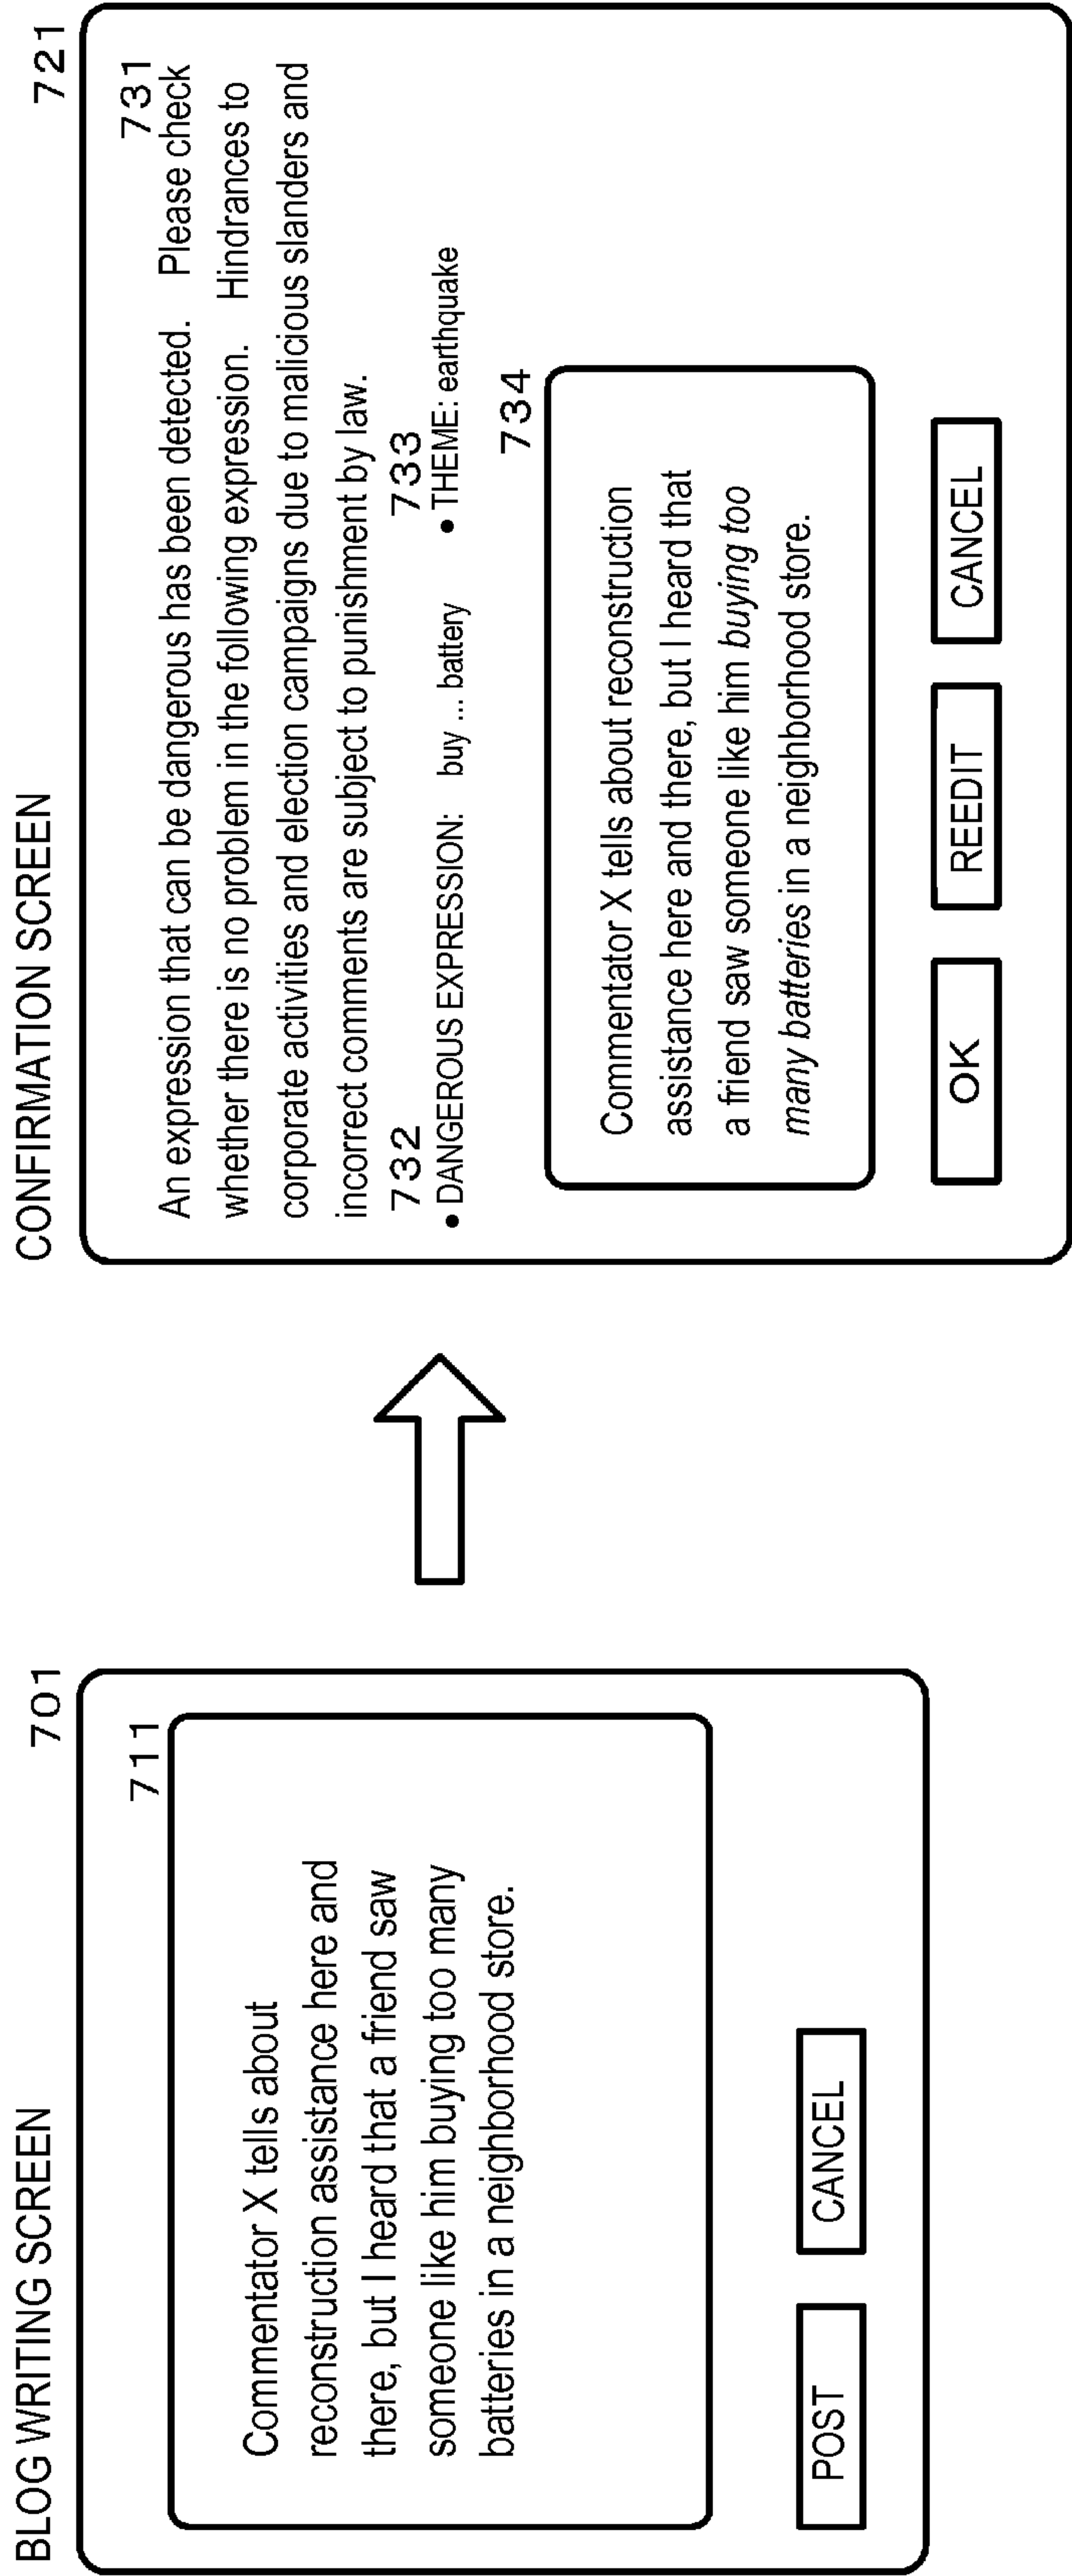 BLOG WRITING SCREEN
701
711
Commentator X tells about
reconstruction assistance here and
there, but I heard that a friend saw
someone like him buying too many
batteries in a neighborhood store.
POST
CANCEL
CONFIRMATION SCREEN
721
731
An expression that can be dangerous has been detected. Please check
whether there is no problem in the following expression. Hindrances to
corporate activities and election campaigns due to malicious slanders and
incorrect comments are subject to punishment by law.
732
733
• DANGEROUS EXPRESSION: buy ... battery • THEME: earthquake
734
Commentator X tells about reconstruction
assistance here and there, but I heard that
a friend saw someone like him buying too
many batteries in a neighborhood store.
OK
REEDIT
CANCEL